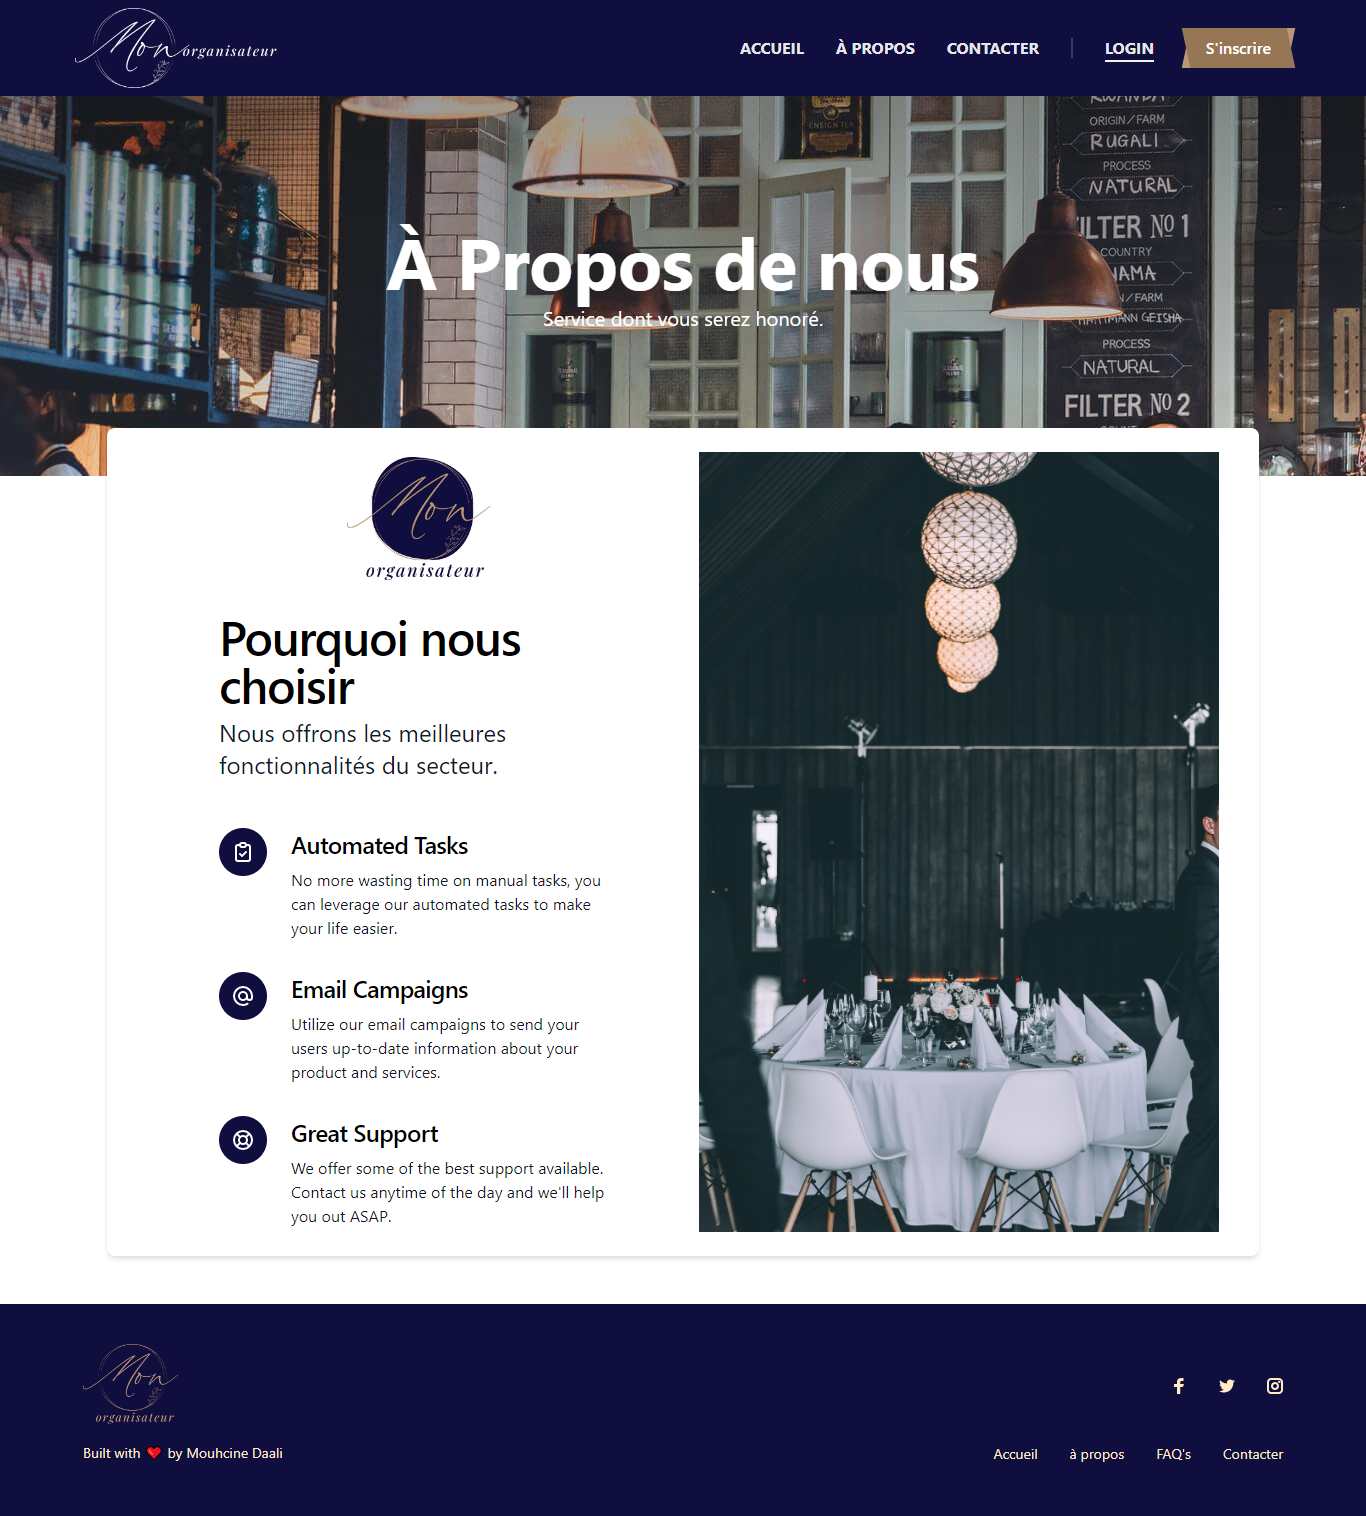 Mon organisateur
ACCUEIL À PROPOS CONTACTER LOGIN S'inscrire
ENSIGN TEA
RWANDA
ORIGIN/FARM
RUGALI
PROCESS
NATURAL
FILTER № 1
COUNTRY
NAMA
/FARM
HARTMANN GEISHA
PROCESS
NATURAL
FILTER № 2
À Propos de nous
Service dont vous serez honoré.
Mon
organisateur
Pourquoi nous
choisir
Nous offrons les meilleures
fonctionnalités du secteur.
Automated Tasks
No more wasting time on manual tasks, you
can leverage our automated tasks to make
your life easier.
Email Campaigns
Utilize our email campaigns to send your
users up-to-date information about your
product and services.
Great Support
We offer some of the best support available.
Contact us anytime of the day and we'll help
you out ASAP.
Mon
organisateur
Built with ❤ by Mouhcine Daali
Accueil à propos FAQ's Contacter